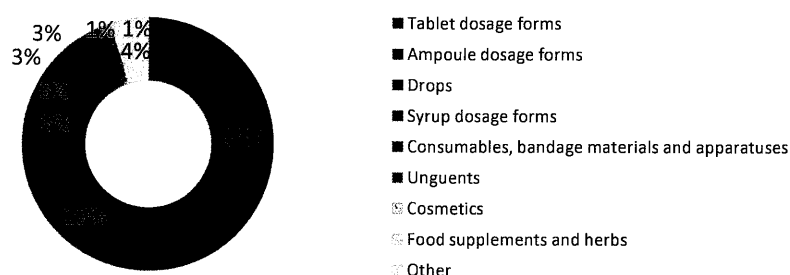 3%
3%
1%
1%
4%
Tablet dosage forms
Ampoule dosage forms
Drops
Syrup dosage forms
Consumables, bandage materials and apparatuses
Unguents
Cosmetics
Food supplements and herbs
Other